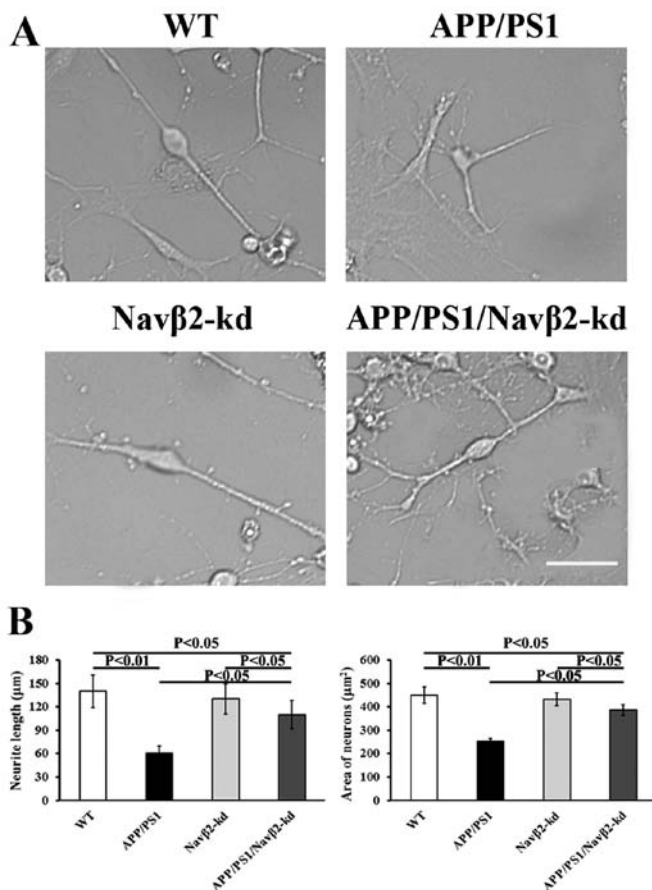 A
WT
APP/PS1
Navβ2-kd
APP/PS1/Navβ2-kd
B
P<0.05
P<0.01
P<0.05
P<0.05
Neurite length (μm)
180
150
120
90
60
30
0
WT
APP/PS1
Navβ2-kd
APP/PS1/Navβ2-kd
P<0.05
P<0.01
P<0.05
P<0.05
Area of neurons (μm²)
600
500
400
300
200
100
0
WT
APP/PS1
Navβ2-kd
APP/PS1/Navβ2-kd